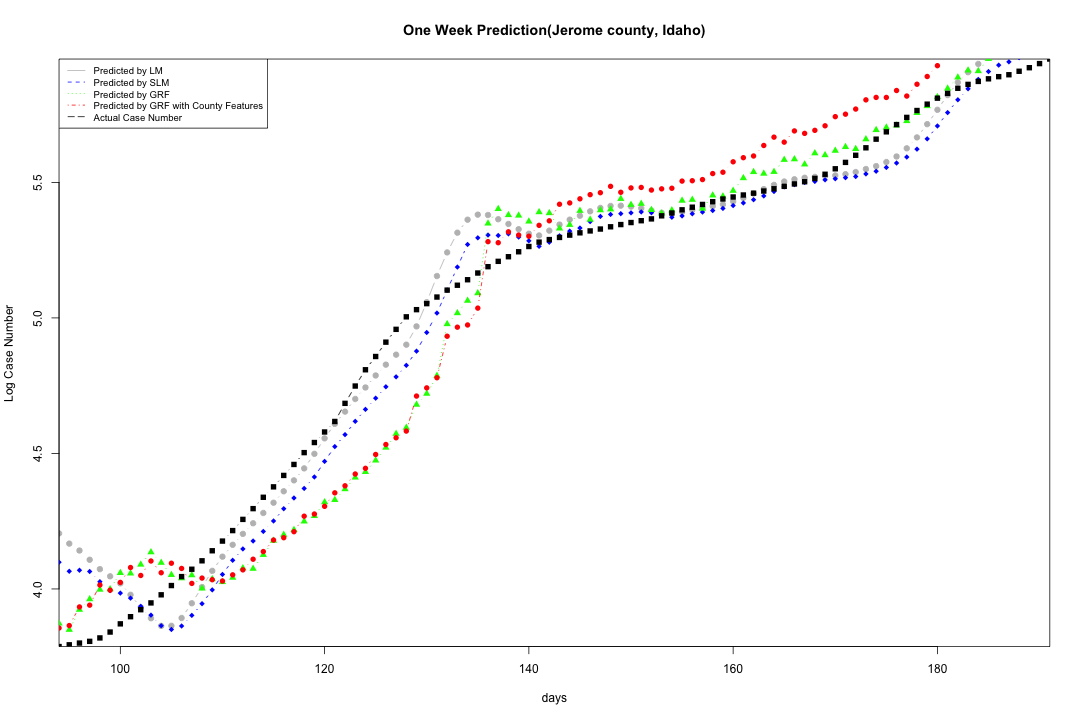 One Week Prediction(Jerome county, Idaho)
Predicted by LM
Predicted by SLM
Predicted by GRF
Predicted by GRF with County Features
Actual Case Number
Log Case Number
5.5
5.0
4.5
4.0
100 120 140 160 180
days